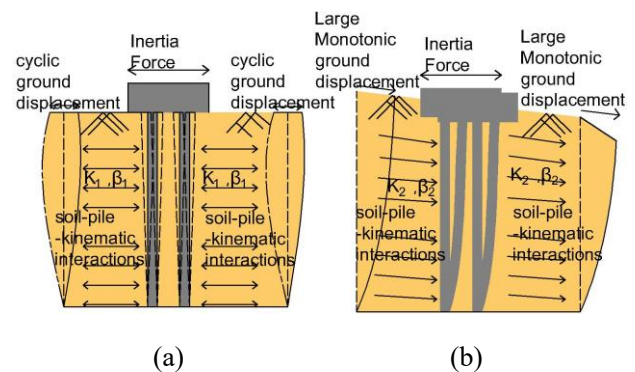 cyclic
ground
displacement
Inertia
Force
cyclic
ground
displacement
K1 ,β1
K1 ,β1
soil-pile
-kinematic
interactions
soil-pile
-kinematic
interactions
(a)
Large
Monotonic
ground
displacement
Inertia
Force
Large
Monotonic
ground
displacement
K2 ,β2
K2 ,β2
soil-pile
-kinematic
interactions
soil-pile
-kinematic
interactions
(b)